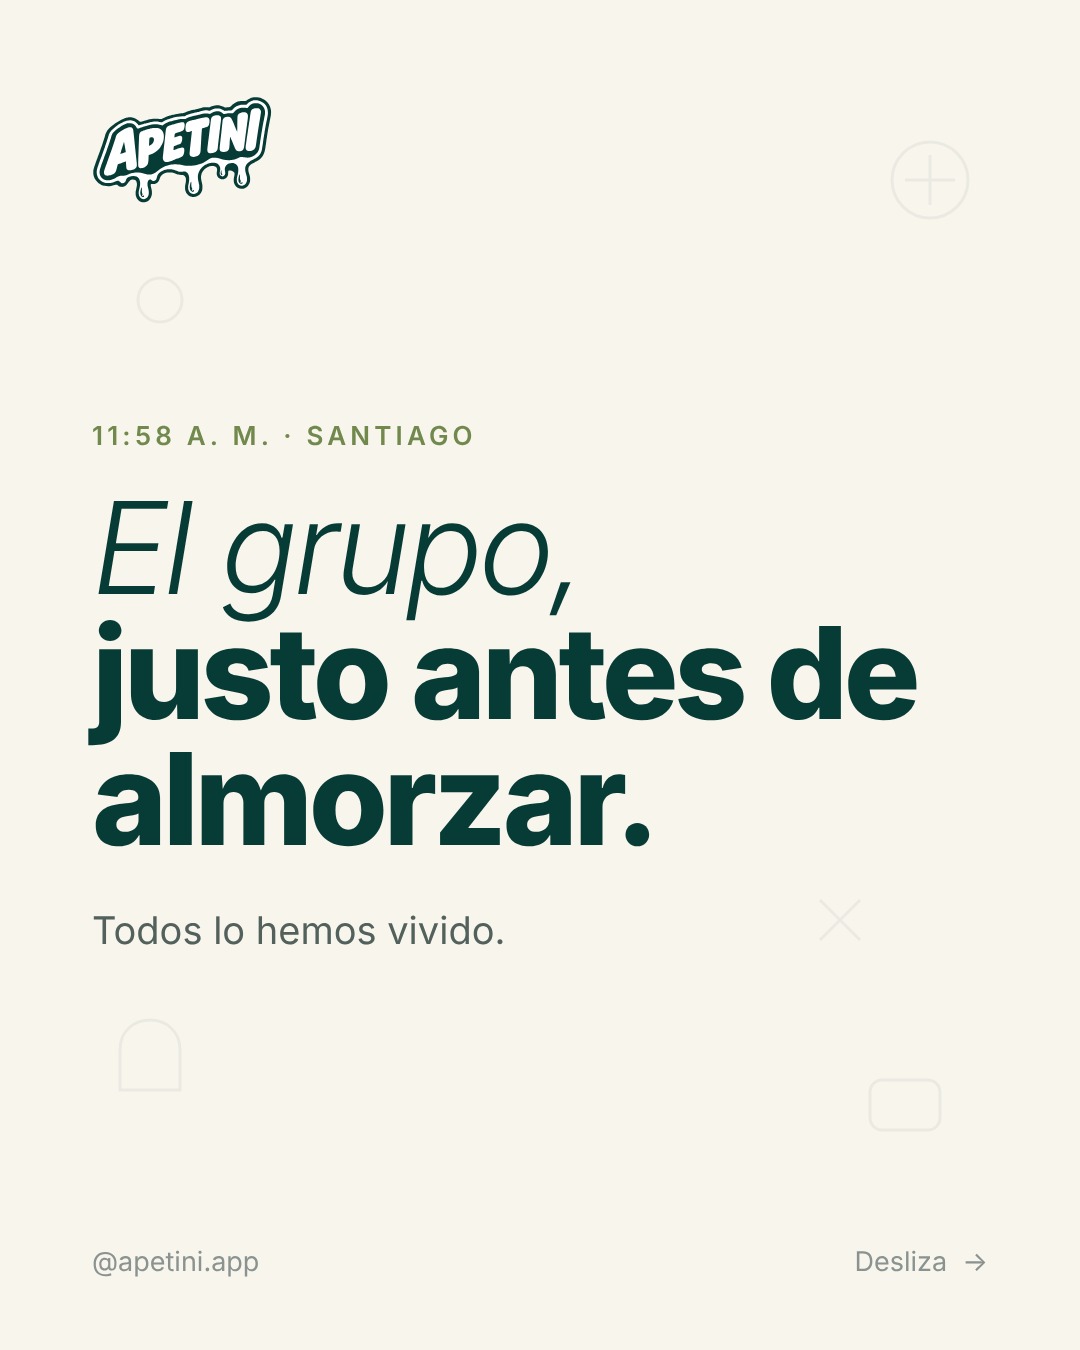 APETINI
11:58 A. M. · SANTIAGO
El grupo,
justo antes de
almorzar.
Todos lo hemos vivido.
@apetini.app
Desliza →